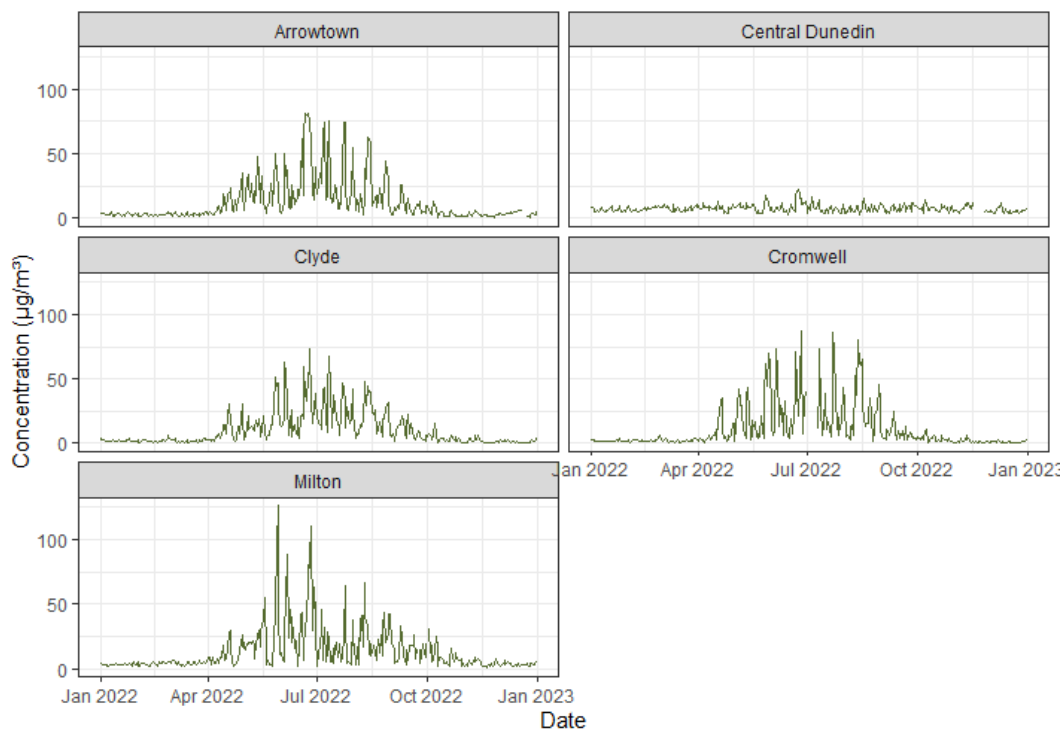 Arrowtown
Central Dunedin
100
50
0
Clyde
Cromwell
100
50
0
Jan 2022 Apr 2022 Jul 2022 Oct 2022 Jan 2023
Milton
100
50
0
Jan 2022 Apr 2022 Jul 2022 Oct 2022 Jan 2023
Concentration (µg/m³)
Date